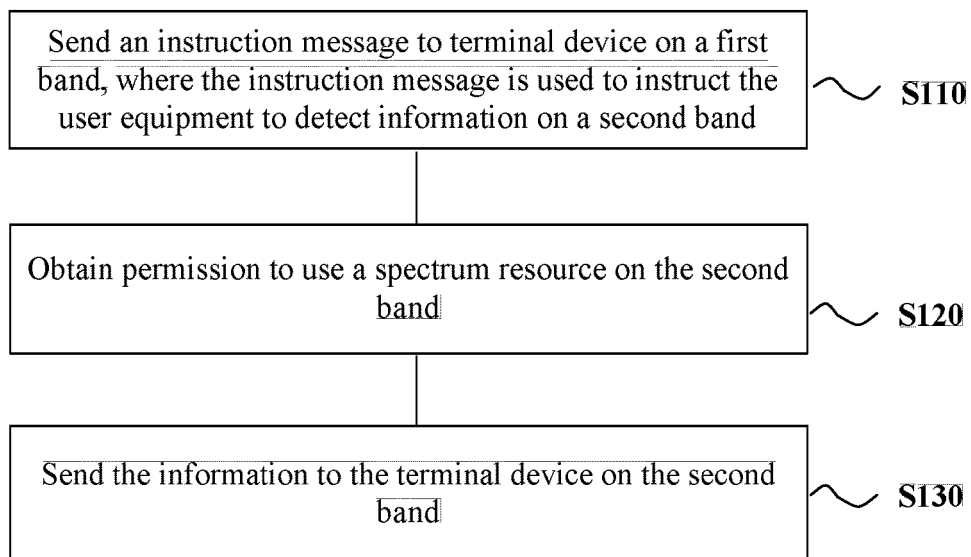 Send an instruction message to terminal device on a first
band, where the instruction message is used to instruct the
user equipment to detect information on a second band
S110
Obtain permission to use a spectrum resource on the second
band
S120
Send the information to the terminal device on the second
band
S130